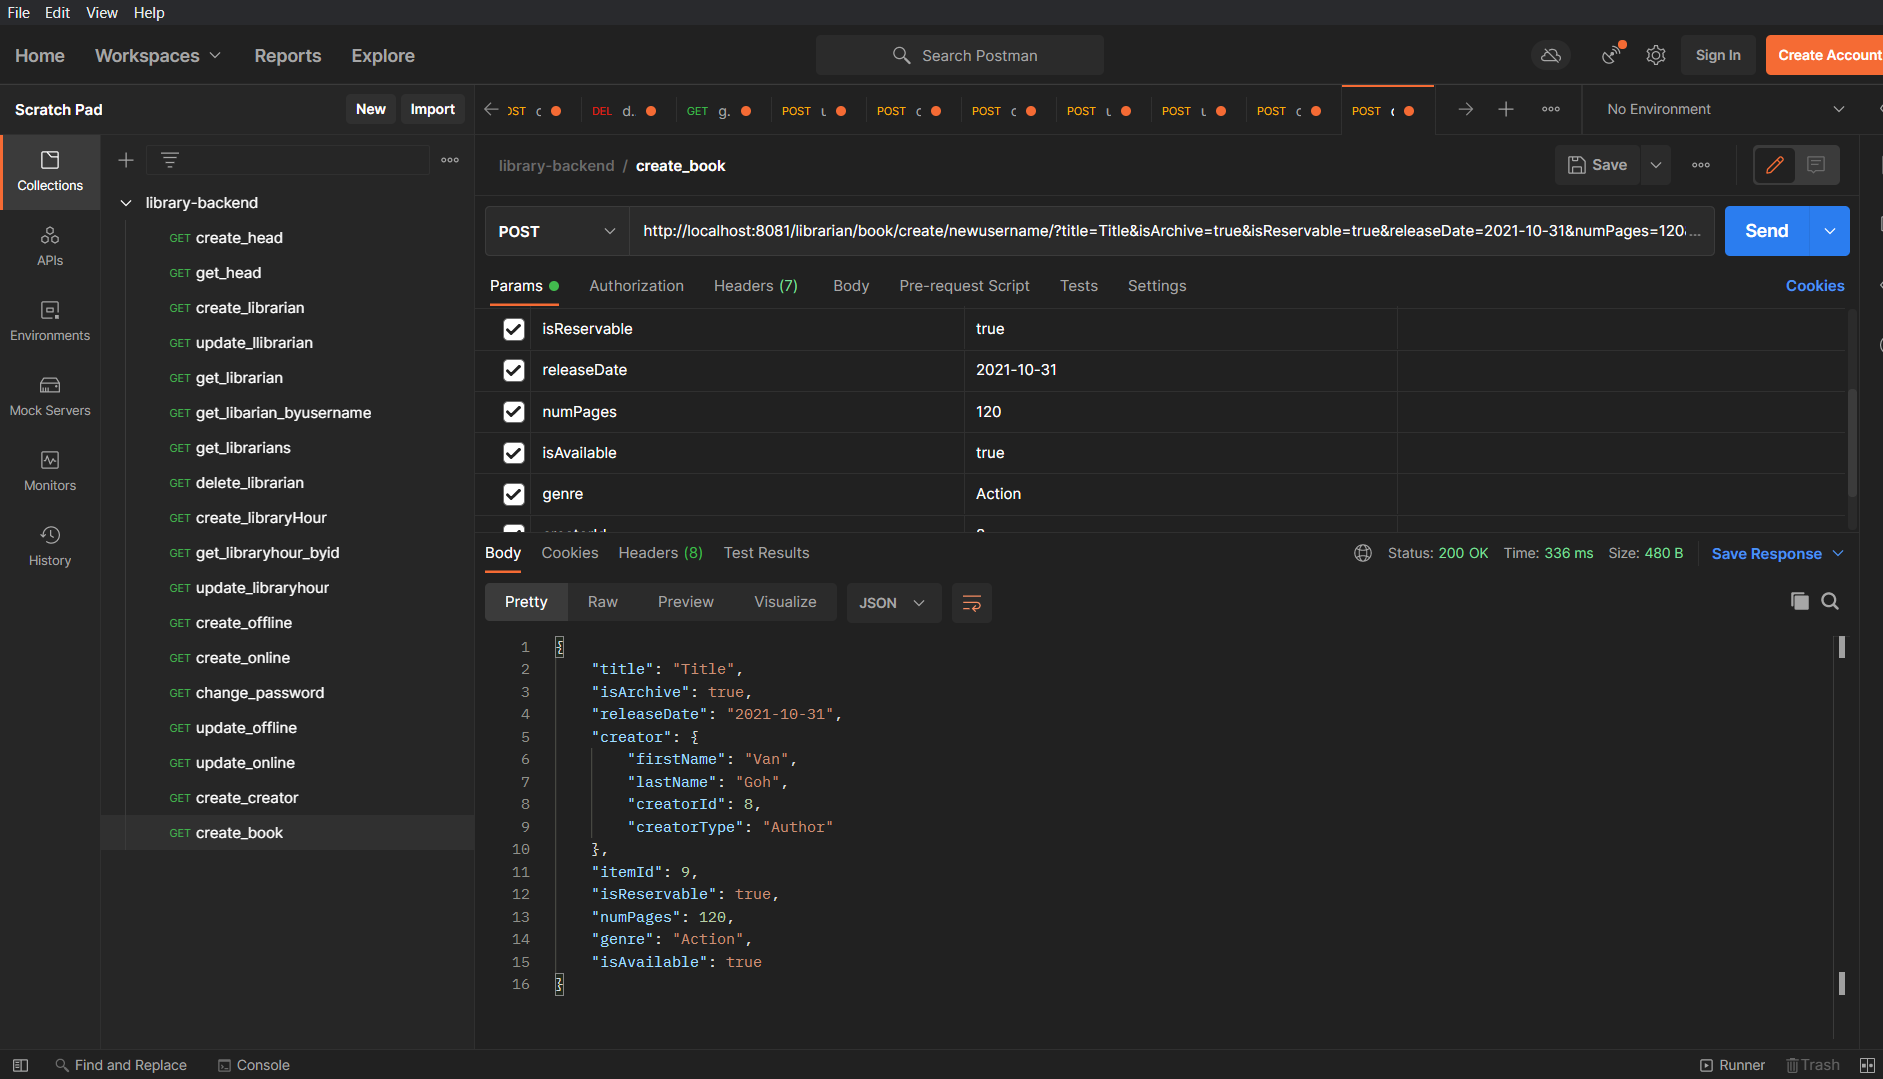 File Edit View Help
Home Workspaces Reports Explore Search Postman Sign In Create Account
Scratch Pad New Import
OST DEL d.. GET g. POST POST POST POST POST POST POST No Environment
library-backend / create_book Save
Collections
APIs
Environments
Mock Servers
Monitors
History
library-backend
GET create_head
GET get_head
GET create_librarian
GET update_llibrarian
GET get_librarian
GET get_libarian_byusername
GET get_librarians
GET delete_librarian
GET create_libraryHour
GET get_libraryhour_byid
GET update_libraryhour
GET create_offline
GET create_online
GET change_password
GET update_offline
GET update_online
GET create_creator
GET create_book
POST http://localhost:8081/librarian/book/create/newusername/?title=Title&isArchive=true&isReservable=true&releaseDate=2021-10-31&numPages=120... Send
Params Authorization Headers (7) Body Pre-request Script Tests Settings Cookies
isReservable true
releaseDate 2021-10-31
numPages 120
isAvailable true
genre Action
Body Cookies Headers (8) Test Results Status: 200 OK Time: 336 ms Size: 480 B Save Response
Pretty Raw Preview Visualize JSON
1 {
2 "title": "Title",
3 "isArchive": true,
4 "releaseDate": "2021-10-31",
5 "creator": {
6 "firstName": "Van",
7 "lastName": "Goh",
8 "creatorId": 8,
9 "creatorType": "Author"
10 },
11 "itemId": 9,
12 "isReservable": true,
13 "numPages": 120,
14 "genre": "Action",
15 "isAvailable": true
16 }
Find and Replace Console Runner Trash